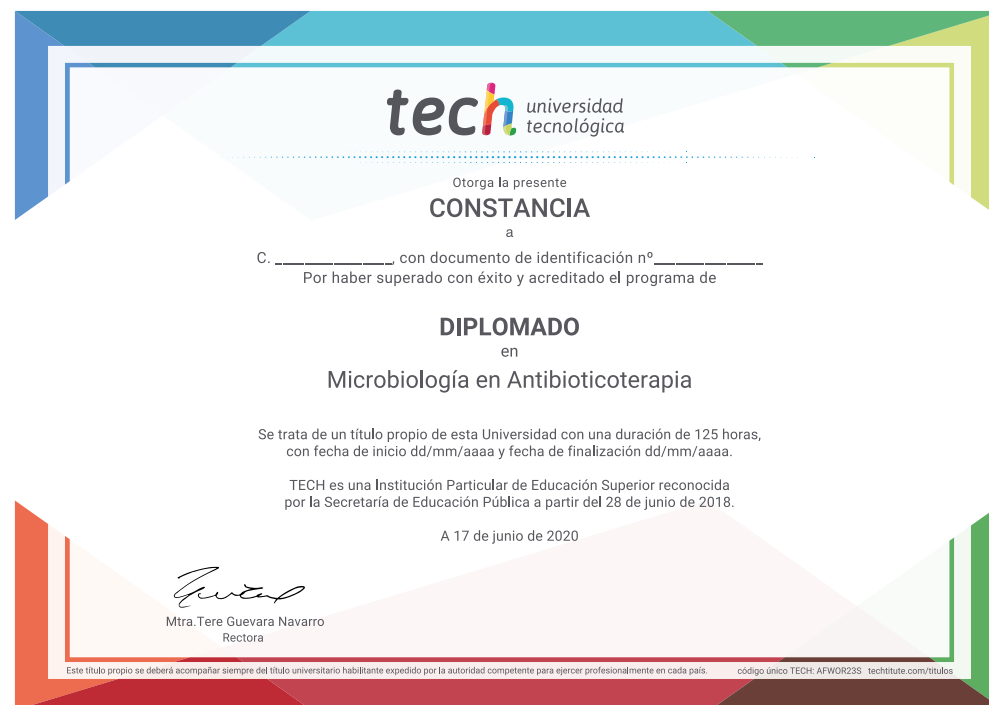 tech universidad
tecnológica
Otorga la presente
CONSTANCIA
a
C. ______________, con documento de identificación nº______________
Por haber superado con éxito y acreditado el programa de
DIPLOMADO
en
Microbiología en Antibioticoterapia
Se trata de un título propio de esta Universidad con una duración de 125 horas,
con fecha de inicio dd/mm/aaaa y fecha de finalización dd/mm/aaaa.
TECH es una Institución Particular de Educación Superior reconocida
por la Secretaría de Educación Pública a partir del 28 de junio de 2018.
A 17 de junio de 2020
Mtra.Tere Guevara Navarro
Rectora
Este título propio se deberá acompañar siempre del título universitario habilitante expedido por la autoridad competente para ejercer profesionalmente en cada país. código único TECH: AFWOR23S techtitute.com/titulos